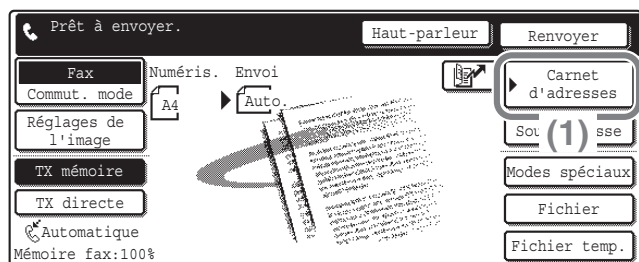 Prêt à envoyer.
Haut-parleur
Renvoyer
Fax
Commut. mode
Numéris.
Envoi
A4
Auto.
Carnet
d'adresses
Réglages de
l'image
(1)
TX mémoire
Modes spéciaux
TX directe
Fichier
Automatique
Mémoire fax:100%
Fichier temp.